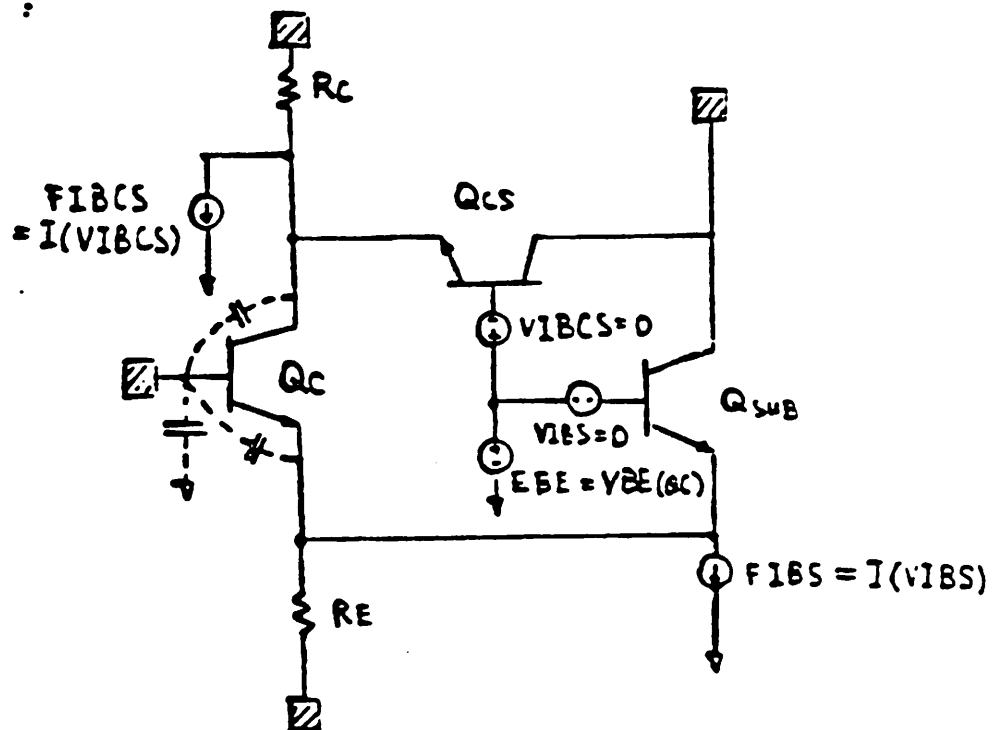 :
RC
FIBCS
= I(VIBCS)
QCS
VIBCS=0
QC
QSUB
VIBS=0
EBE = VBE(QC)
FIBS = I(VIBS)
RE